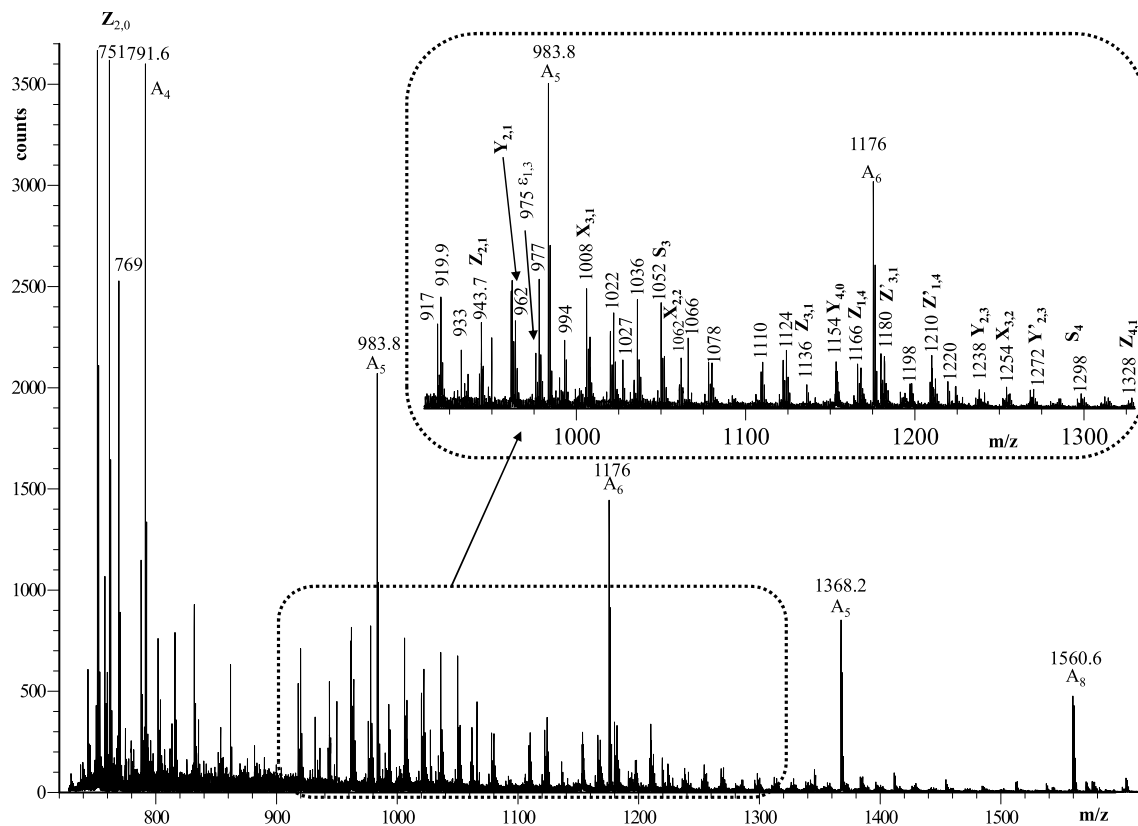 Z2,0
751 791.6
A4
769
983.8
A5
1176
A6
1368.2
A5
1560.6
A8
counts
3500
3000
2500
2000
1500
1000
500
0
800
900
1000
1100
1200
1300
1400
1500
m/z
983.8
A5
1176
A6
917
919.9
933
943.7 Z2,1
Y2,1
962
975 ε1,3
977
994
1008 X3,1
1022
1027
1036
1052 S3
1062 X2,2
1066
1078
1110
1124
1136 Z3,1
1154 Y4,0
1166 Z1,4
1180 Z'3,1
1198
1210 Z'1,4
1220
1238 Y2,3
1254 X3,2
1272 Y'2,3
1298 S4
1328 Z4,1
1000
1100
1200
1300
m/z